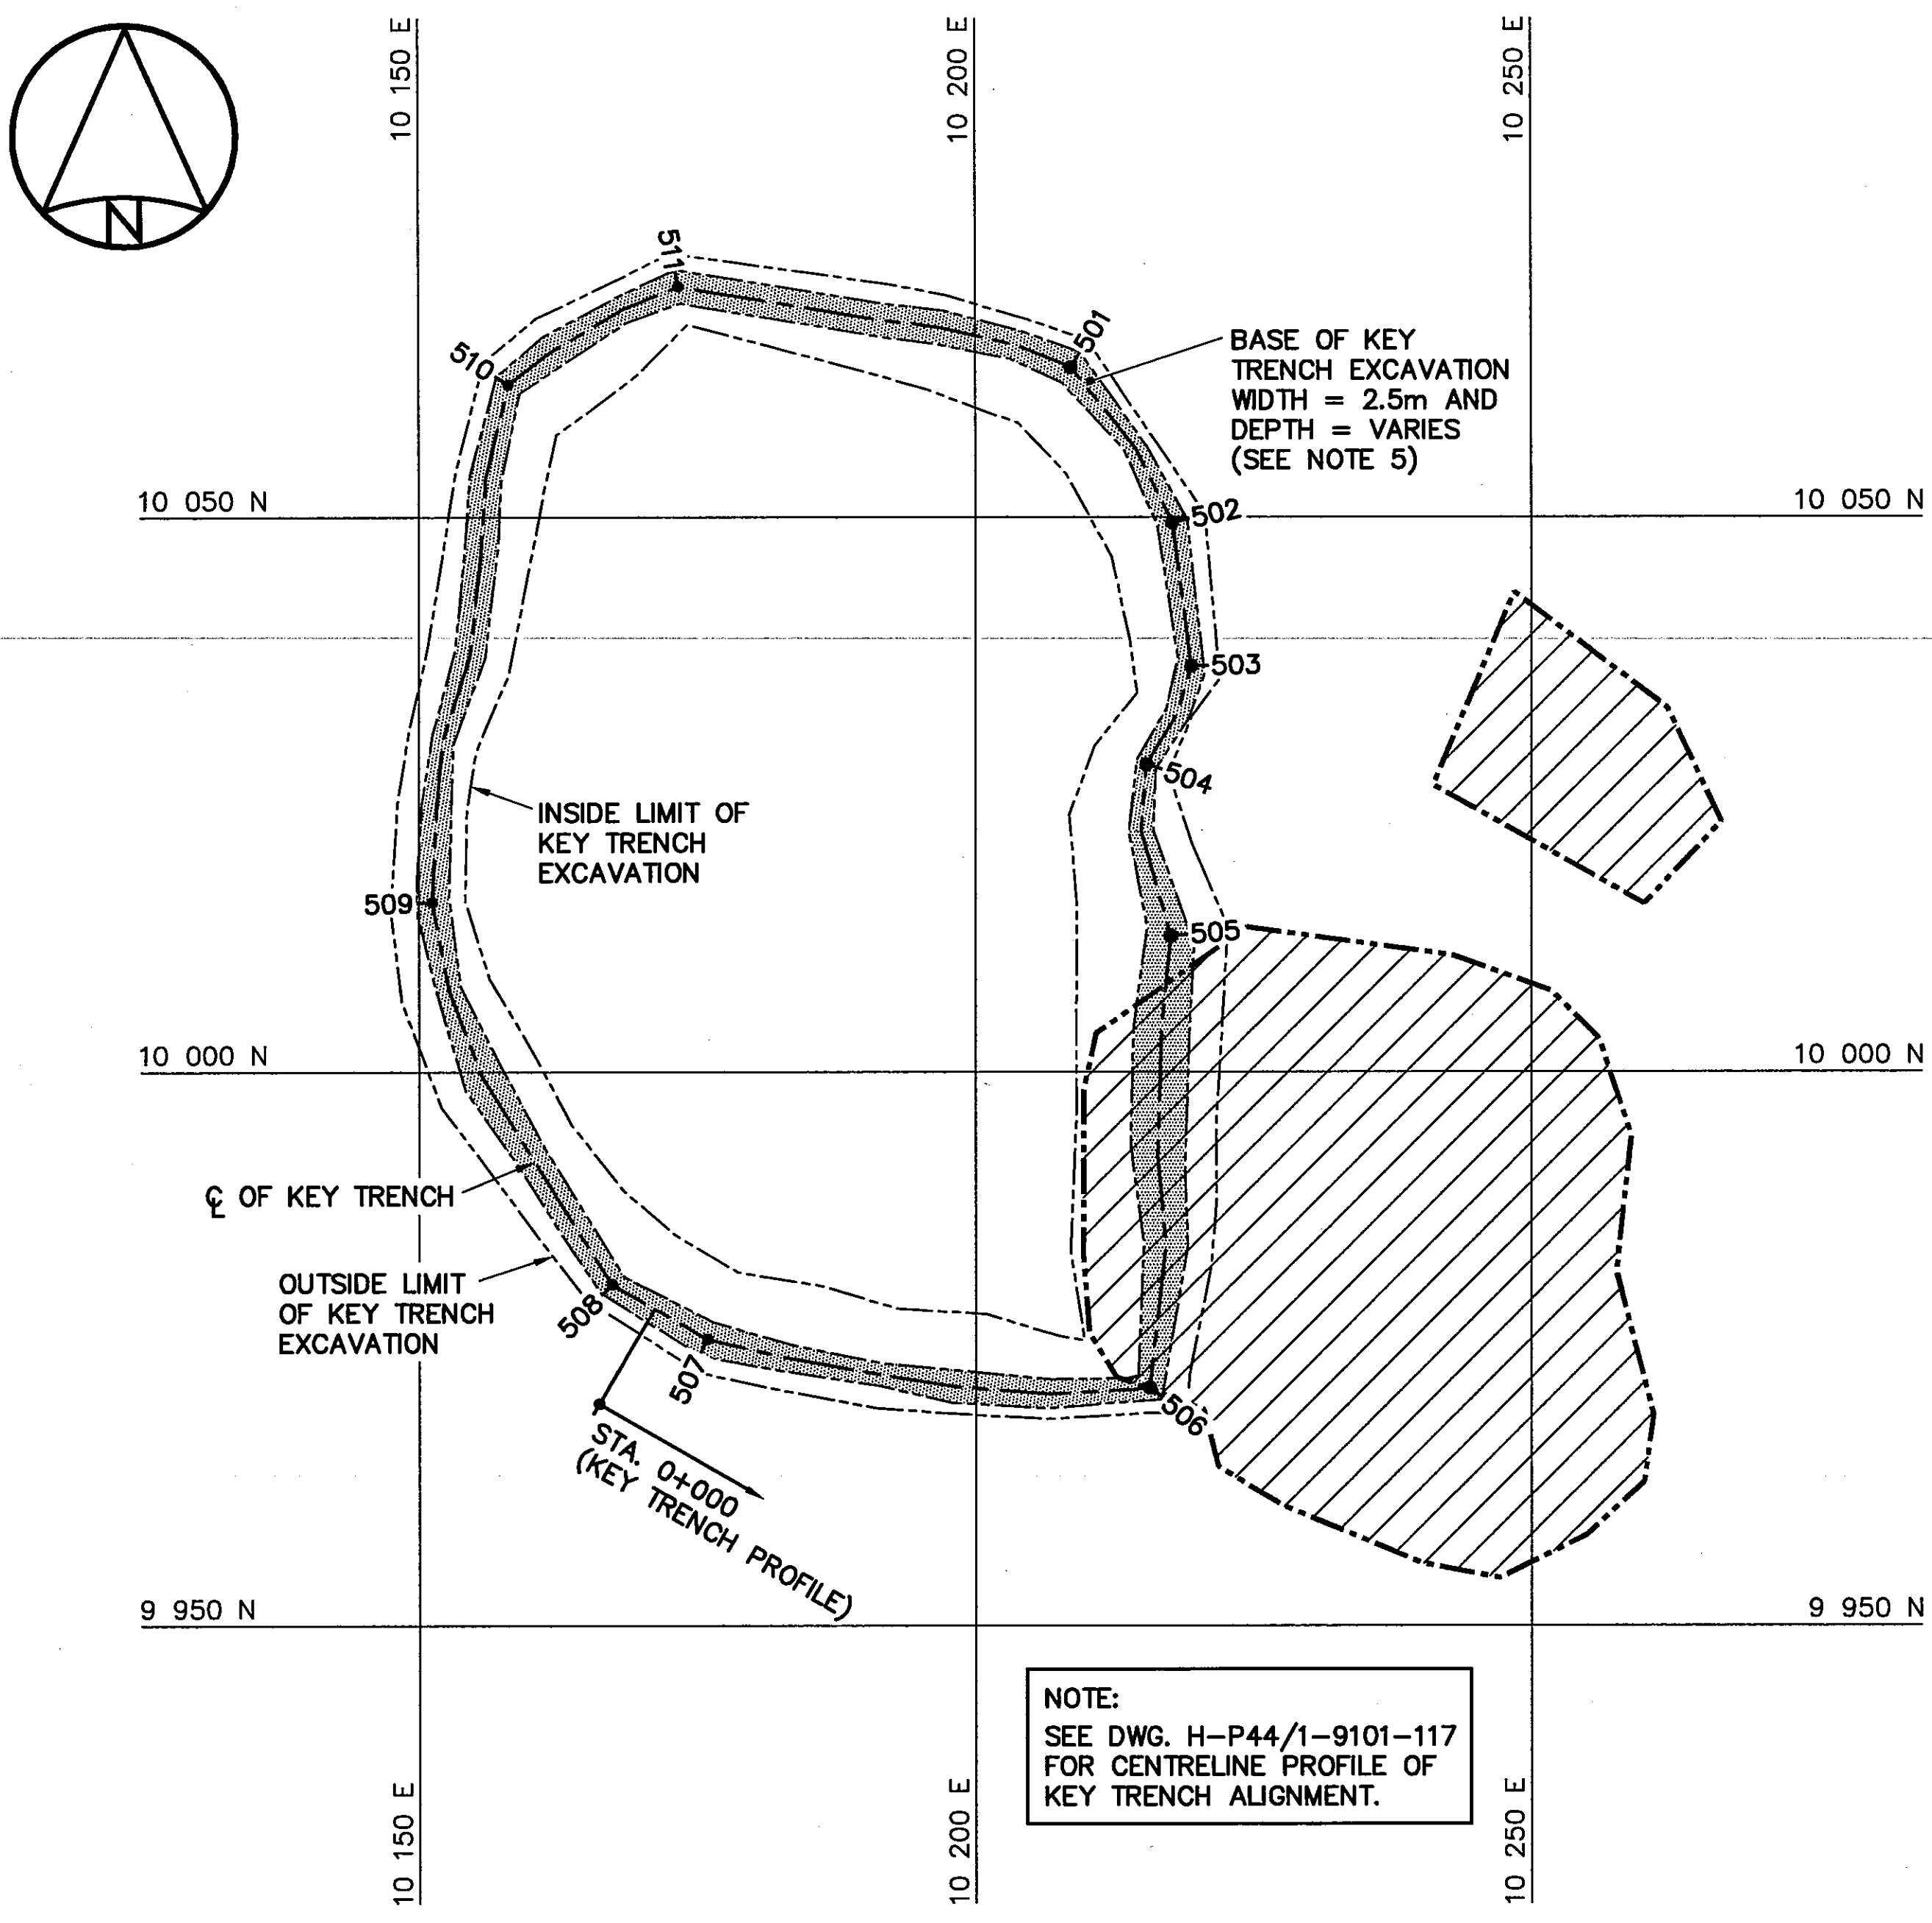 10 150 E
10 200 E
10 250 E
N
511
501
510
BASE OF KEY
TRENCH EXCAVATION
WIDTH = 2.5m AND
DEPTH = VARIES
(SEE NOTE 5)
10 050 N
10 050 N
502
503
504
INSIDE LIMIT OF
KEY TRENCH
EXCAVATION
509
505
10 000 N
10 000 N
℄ OF KEY TRENCH
OUTSIDE LIMIT
OF KEY TRENCH
EXCAVATION
508
507
506
STA. 0+000
(KEY TRENCH PROFILE)
9 950 N
9 950 N
NOTE:
SEE DWG. H-P44/1-9101-117
FOR CENTRELINE PROFILE OF
KEY TRENCH ALIGNMENT.
10 150 E
10 200 E
10 250 E